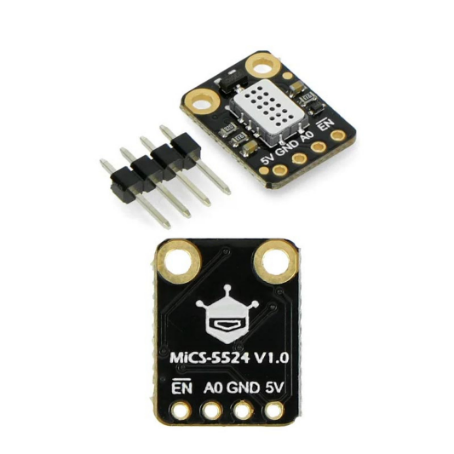 5V GND A0 EN
MiCS-5524 V1.0
EN A0 GND 5V